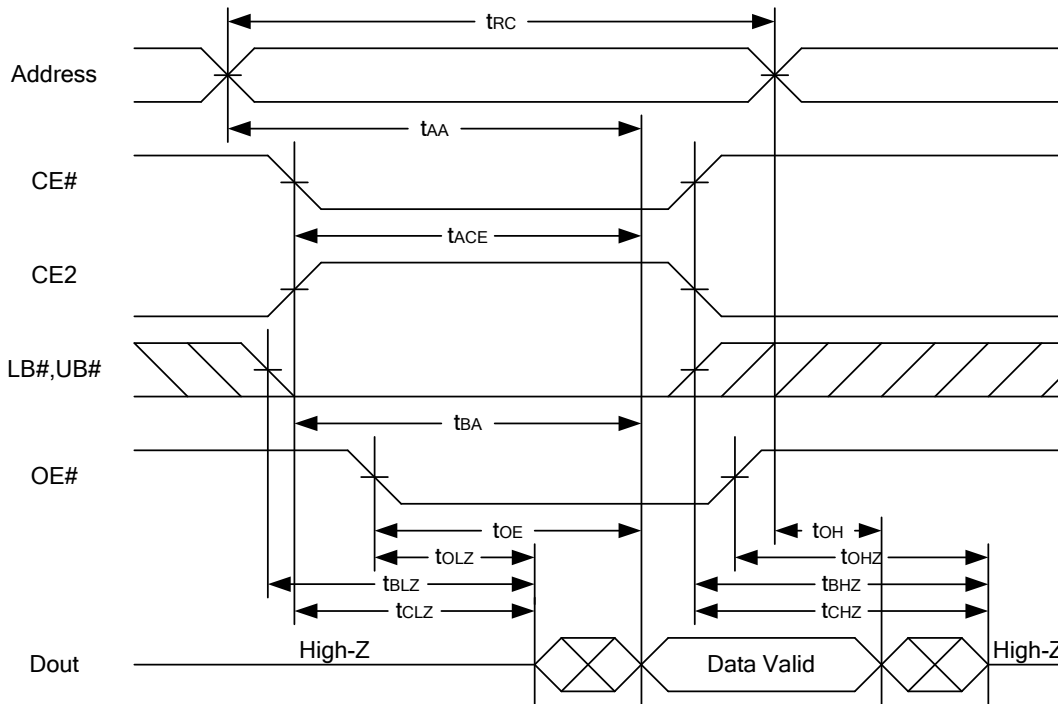 tRC
Address
tAA
CE#
tACE
CE2
LB#,UB#
tBA
OE#
tOE
tOH
tOLZ
tOHZ
tBLZ
tBHZ
tCLZ
tCHZ
Dout
High-Z
Data Valid
High-Z